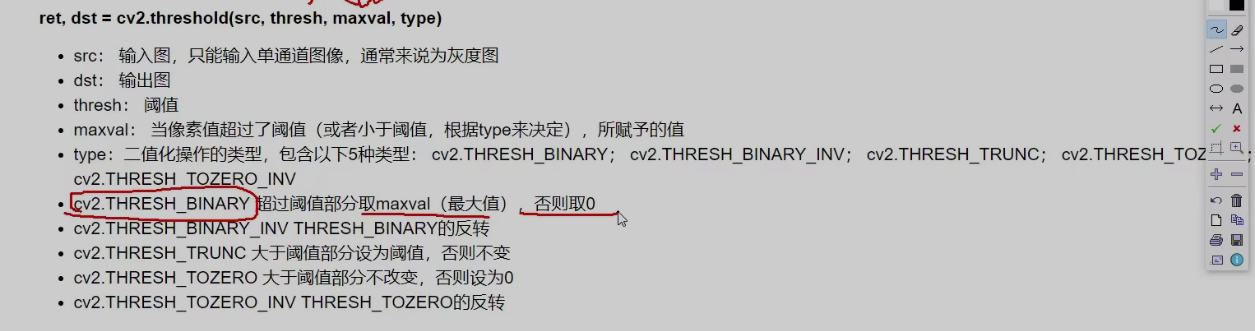 ret, dst = cv2.threshold(src, thresh, maxval, type)
• src： 输入图，只能输入单通道图像，通常来说为灰度图
• dst： 输出图
• thresh： 阈值
• maxval： 当像素值超过了阈值（或者小于阈值，根据type来决定），所赋予的值
• type：二值化操作的类型，包含以下5种类型： cv2.THRESH_BINARY； cv2.THRESH_BINARY_INV； cv2.THRESH_TRUNC； cv2.THRESH_TOZ
cv2.THRESH_TOZERO_INV
• cv2.THRESH_BINARY 超过阈值部分取maxval（最大值），否则取0
• cv2.THRESH_BINARY_INV THRESH_BINARY的反转
• cv2.THRESH_TRUNC 大于阈值部分设为阈值，否则不变
• cv2.THRESH_TOZERO 大于阈值部分不改变，否则设为0
• cv2.THRESH_TOZERO_INV THRESH_TOZERO的反转
A